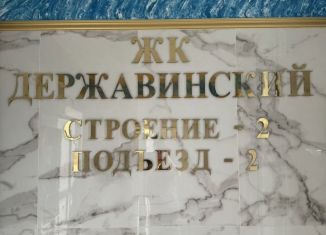 ЖК
ДЕРЖАВИНСКИЙ
СТРОЕНИЕ - 2
ПОДЪЕЗД - 2